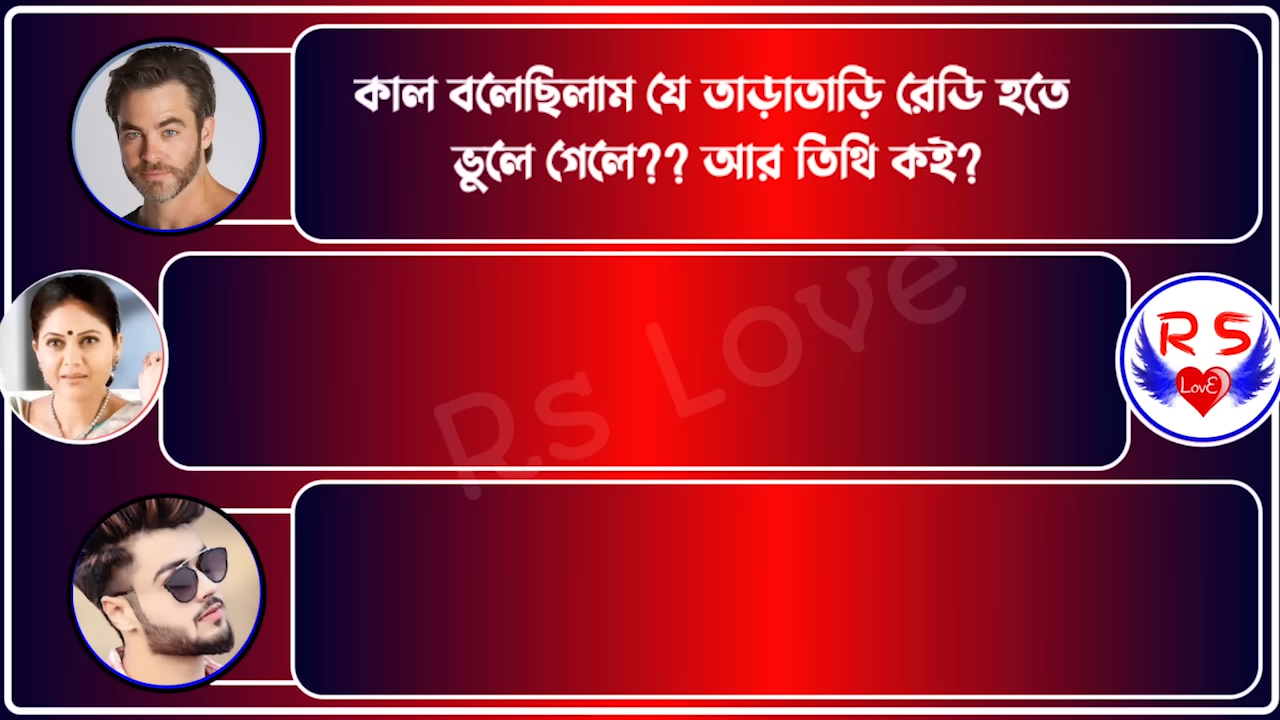 কাল বলেছিলাম যে তাড়াতাড়ি রেডি হতে
ভুলে গেলে?? আর তিথি কই?
Rs Love
R S
LovE